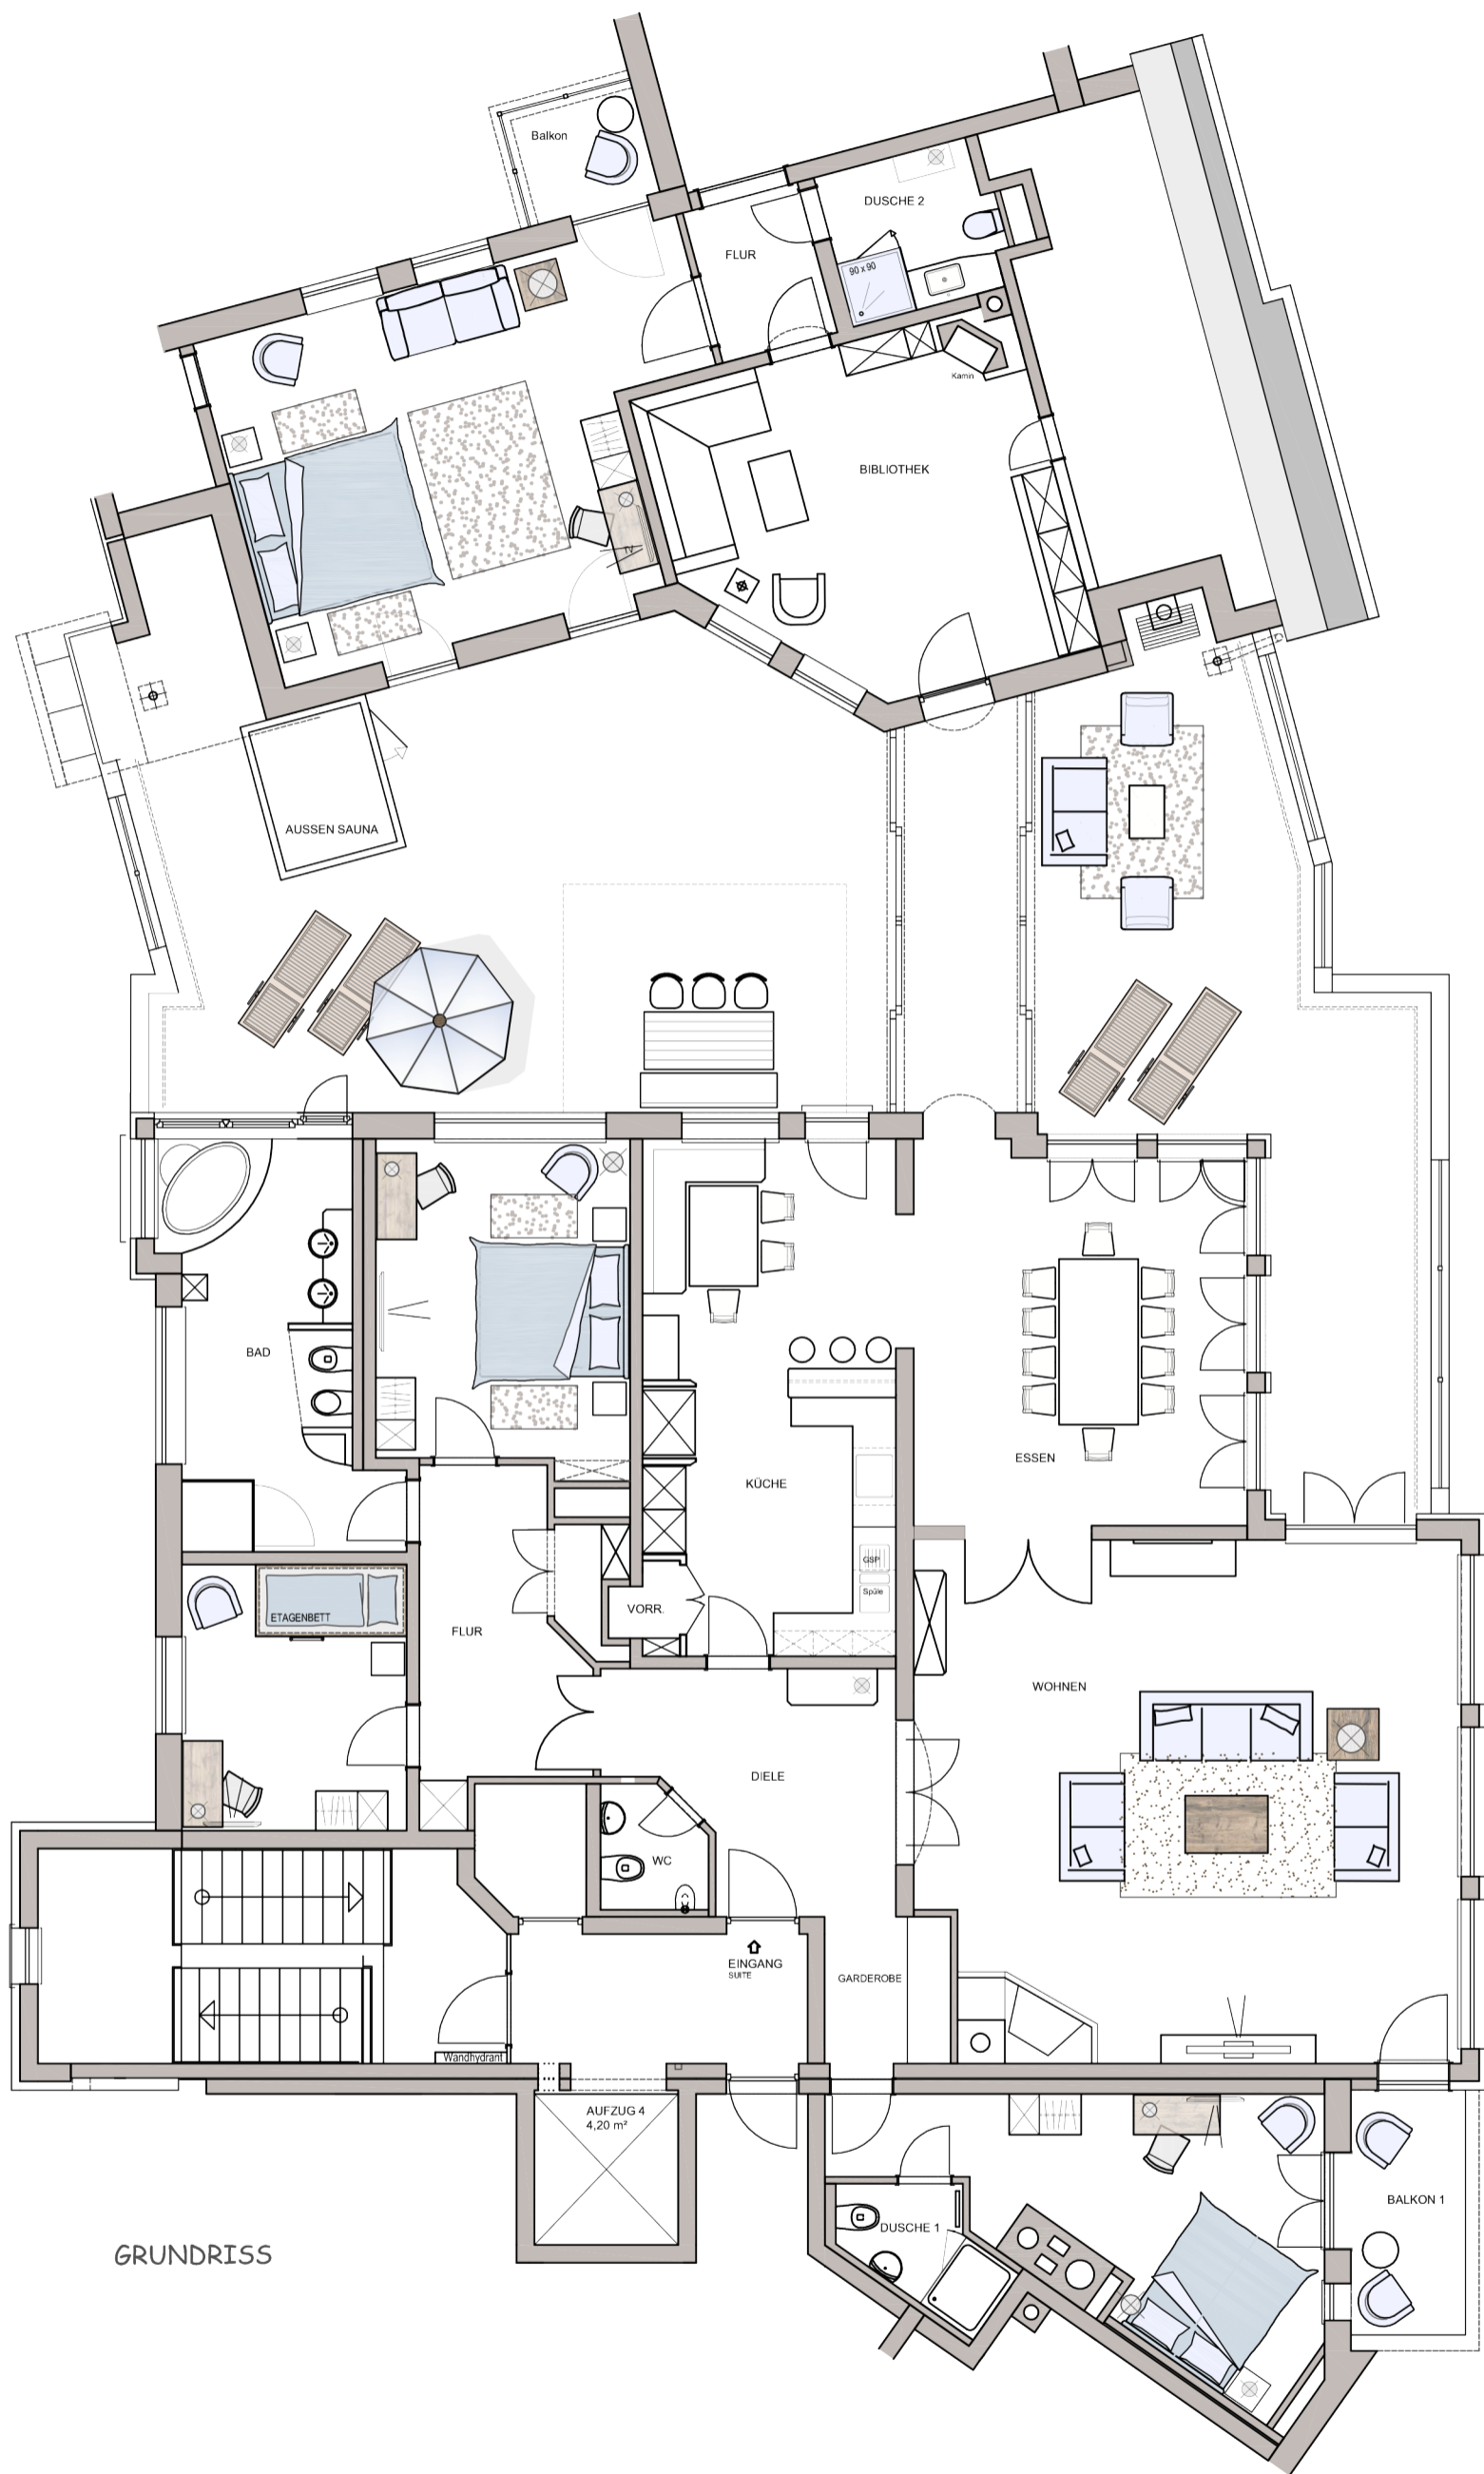 Balkon
DUSCHE 2
FLUR
90 x 90
Kamin
BIBLIOTHEK
AUSSEN SAUNA
BAD
ESSEN
KÜCHE
GSP
Spüle
ETAGENBETT
VORR.
FLUR
WOHNEN
DIELE
WC
EINGANG
SUITE
GARDEROBE
Wandhydrant
AUFZUG 4
4,20 m²
BALKON 1
DUSCHE 1
GRUNDRISS